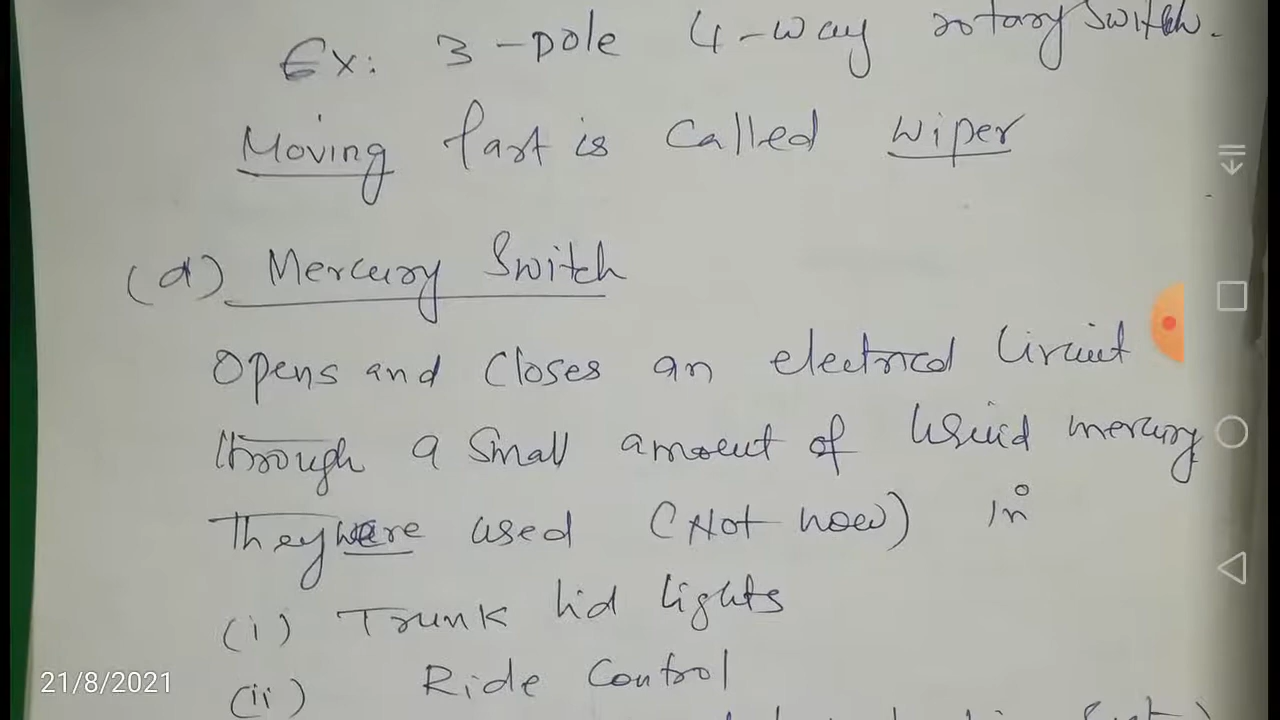 Ex: 3-pole 4-way rotary switch.
Moving Part is Called wiper
(d) Mercury Switch
Opens and Closes an electrical Circuit
through a small amount of liquid mercury
They were used (Not now) in
(i) Trunk lid lights
(ii) Ride Control
21/8/2021